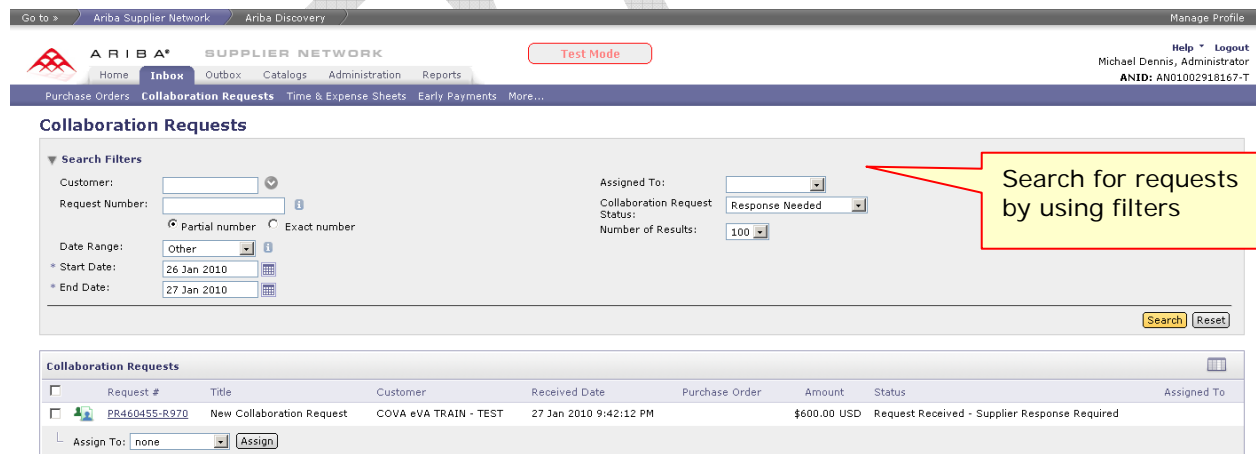 Go to » Ariba Supplier Network Ariba Discovery Manage Profile
ARIBA® SUPPLIER NETWORK Test Mode Help Logout
Michael Dennis, Administrator
Home Inbox Outbox Catalogs Administration Reports ANID: AN01002918167-T
Purchase Orders Collaboration Requests Time & Expense Sheets Early Payments More...
Collaboration Requests
Search Filters
Customer: Assigned To:
Request Number: Collaboration Request Status: Response Needed
Partial number Exact number Number of Results: 100
Date Range: Other
* Start Date: 26 Jan 2010
* End Date: 27 Jan 2010
Search for requests
by using filters
Search Reset
Collaboration Requests
Request # Title Customer Received Date Purchase Order Amount Status Assigned To
PR460455-R970 New Collaboration Request COVA eVA TRAIN - TEST 27 Jan 2010 9:42:12 PM $600.00 USD Request Received - Supplier Response Required
Assign To: none Assign